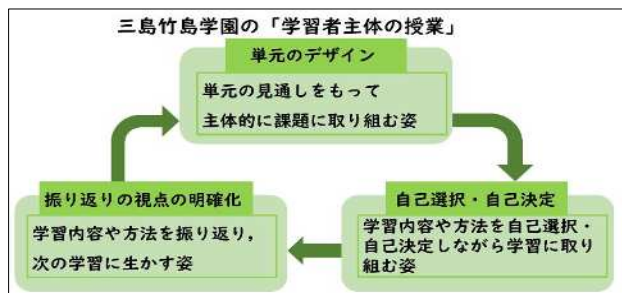 三島竹島学園の「学習者主体の授業」
単元のデザイン
単元の見通しをもって
主体的に課題に取り組む姿
自己選択・自己決定
学習内容や方法を自己選択・
自己決定しながら学習に取り
組む姿
振り返りの視点の明確化
学習内容や方法を振り返り，
次の学習に生かす姿